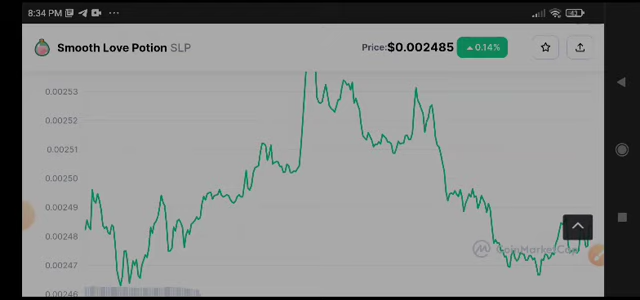 8:34 PM ...
Smooth Love Potion SLP
Price:$0.002485 ▲ 0.14%
0.00253
0.00252
0.00251
0.00250
0.00249
0.00248
0.00247
0.00246
CoinMarketCap